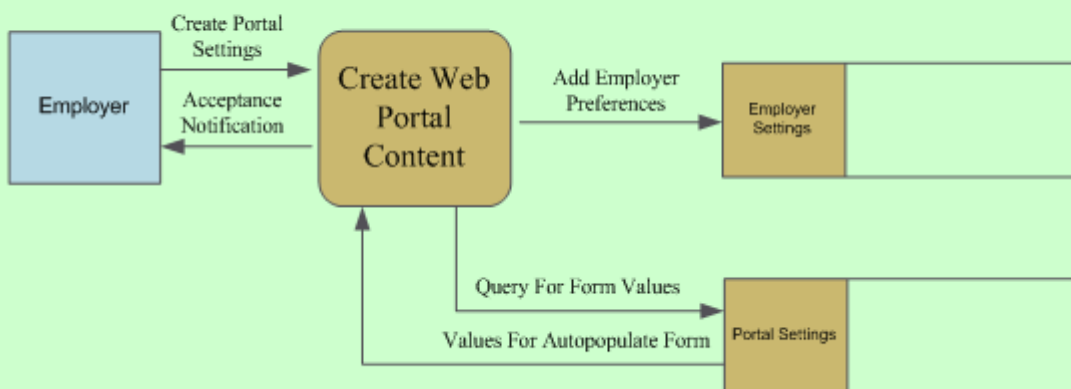 Create Portal
Settings
Employer
Acceptance
Notification
Create Web
Portal
Content
Add Employer
Preferences
Employer
Settings
Query For Form Values
Values For Autopopulate Form
Portal Settings